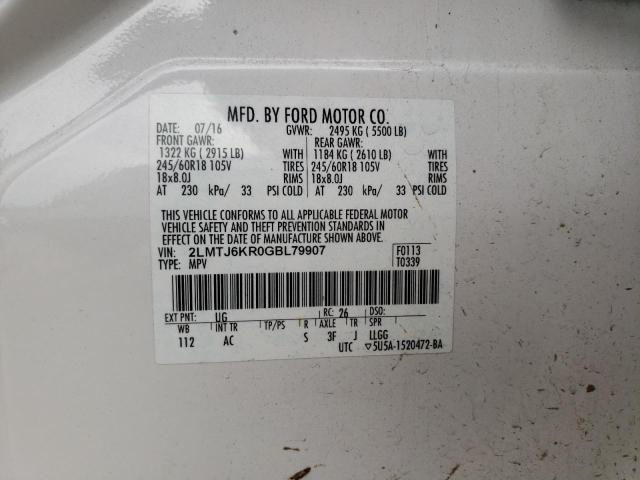 MFD. BY FORD MOTOR CO.
DATE: 07/16 GVWR: 2495 KG ( 5500 LB)
FRONT GAWR: REAR GAWR:
1322 KG ( 2915 LB) WITH 1184 KG ( 2610 LB) WITH
245/60R18 105V TIRES 245/60R18 105V TIRES
18x8.0J RIMS 18x8.0J RIMS
AT 230 kPa/ 33 PSI COLD AT 230 kPa/ 33 PSI COLD
THIS VEHICLE CONFORMS TO ALL APPLICABLE FEDERAL MOTOR
VEHICLE SAFETY AND THEFT PREVENTION STANDARDS IN
EFFECT ON THE DATE OF MANUFACTURE SHOWN ABOVE.
VIN: 2LMTJ6KR0GBL79907 F0113
TYPE: MPV T0339
EXT PNT: UG RC: 26 DSO:
WB INT TR TP/PS R AXLE TR SPR
112 AC S 3F J LLGG
UTC ▽5U5A-1520472-BA